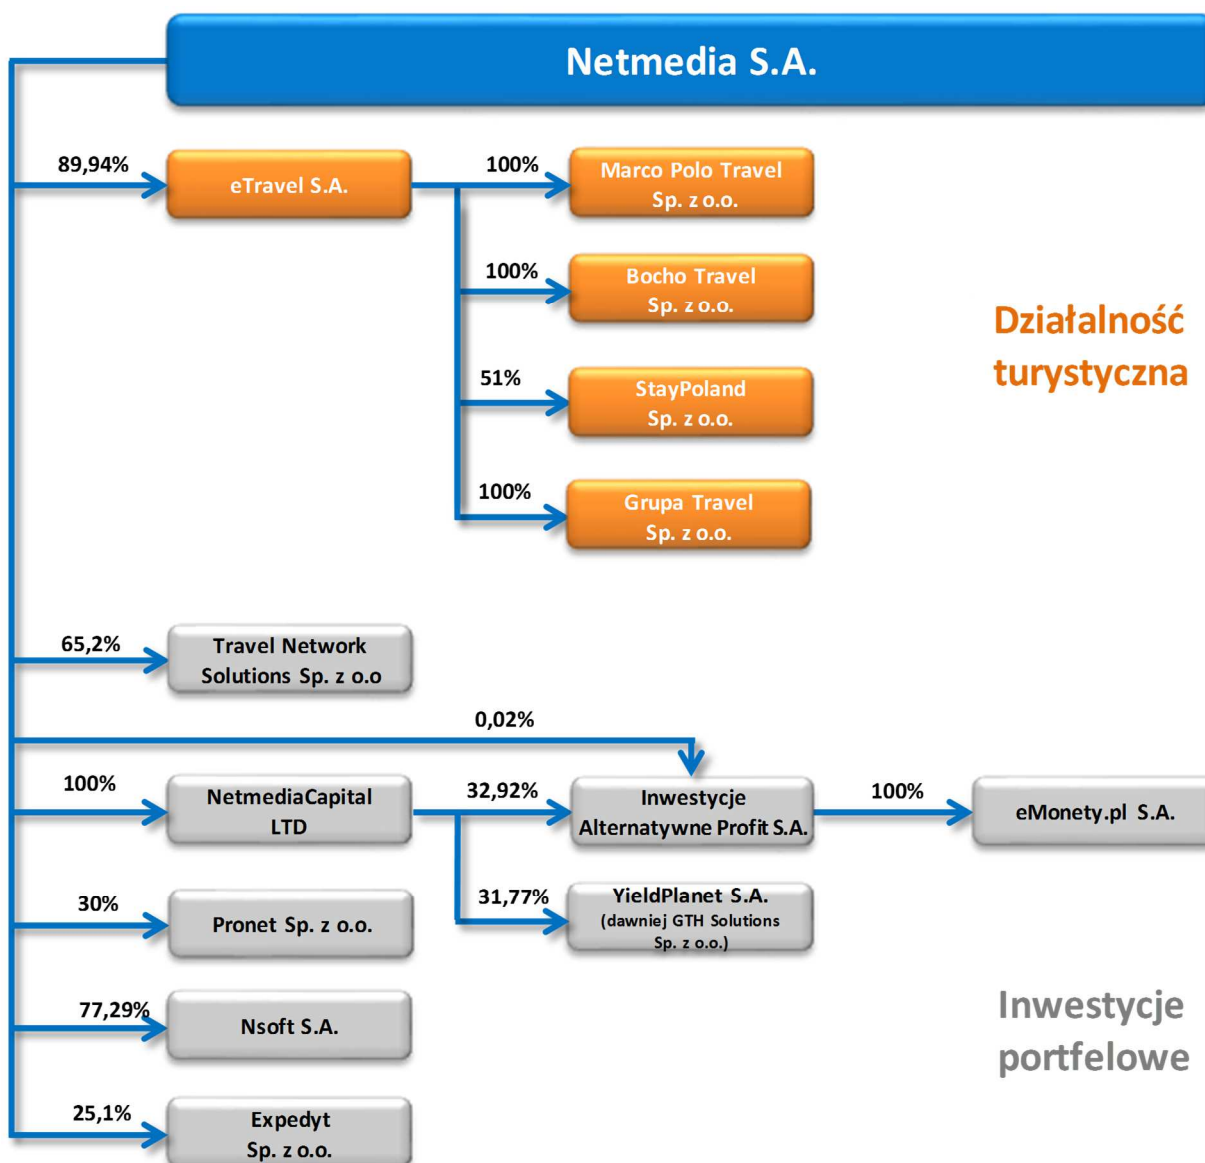 Netmedia S.A.
89,94%
eTravel S.A.
100%
Marco Polo Travel
Sp. z o.o.
100%
Bocho Travel
Sp. z o.o.
Działalność
turystyczna
51%
StayPoland
Sp. z o.o.
100%
Grupa Travel
Sp. z o.o.
65,2%
Travel Network
Solutions Sp. z o.o
0,02%
100%
NetmediaCapital
LTD
32,92%
Inwestycje
Alternatywne Profit S.A.
100%
eMonety.pl S.A.
30%
Pronet Sp. z o.o.
31,77%
YieldPlanet S.A.
(dawniej GTH Solutions
Sp. z o.o.)
77,29%
Nsoft S.A.
Inwestycje
portfelowe
25,1%
Expedyt
Sp. z o.o.